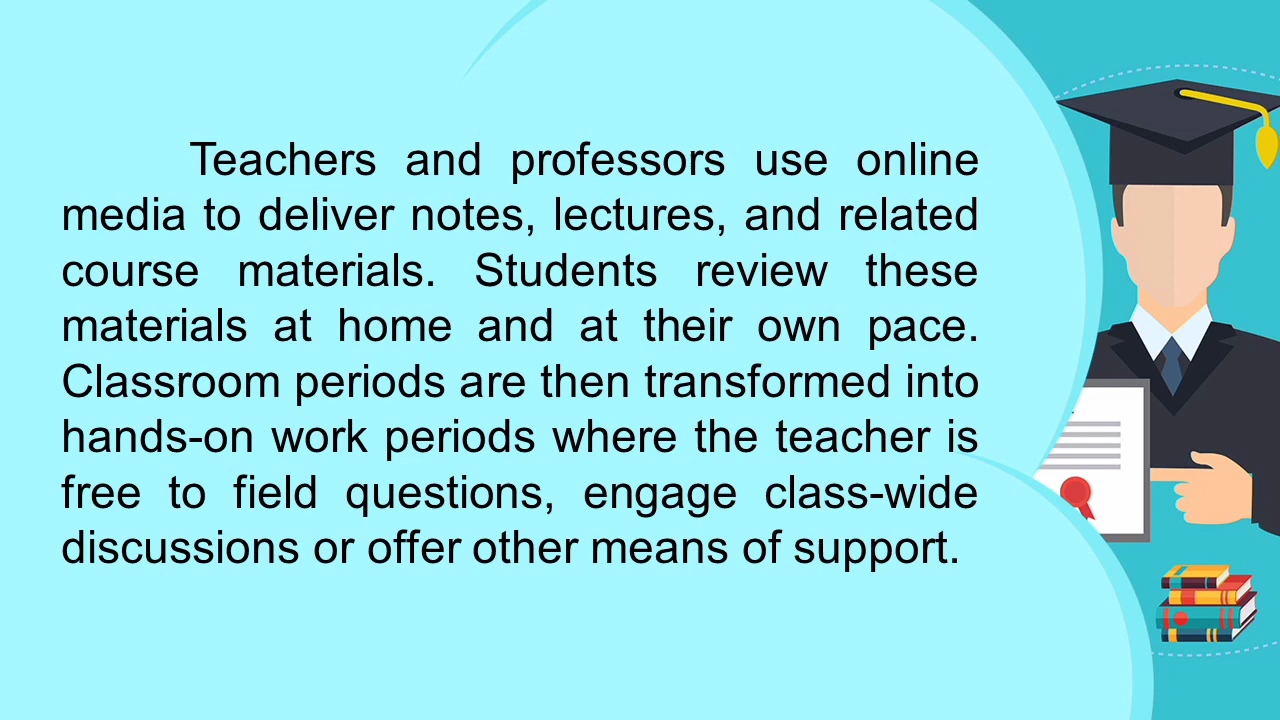 Teachers and professors use online
media to deliver notes, lectures, and related
course materials. Students review these
materials at home and at their own pace.
Classroom periods are then transformed into
hands-on work periods where the teacher is
free to field questions, engage class-wide
discussions or offer other means of support.